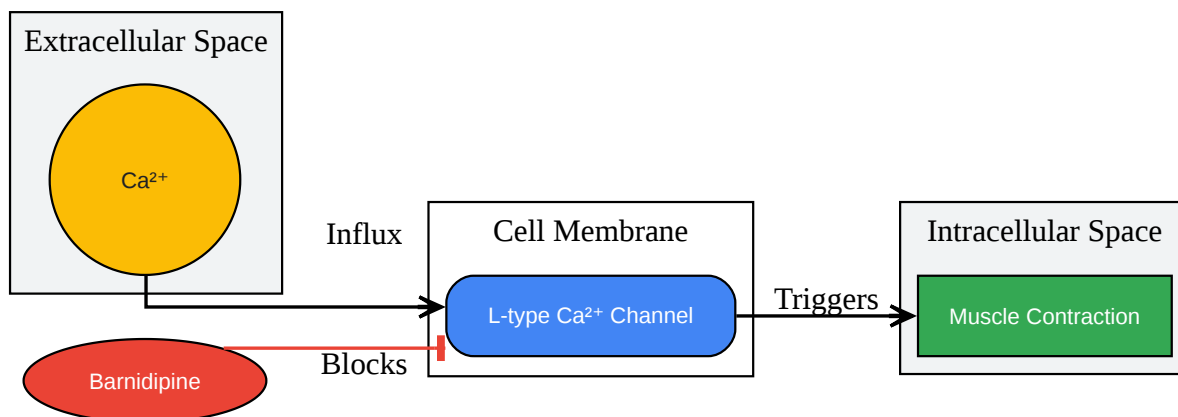 Extracellular Space
Ca²⁺
Influx
Cell Membrane
L-type Ca²⁺ Channel
Triggers
Intracellular Space
Muscle Contraction
Blocks
Barnidipine